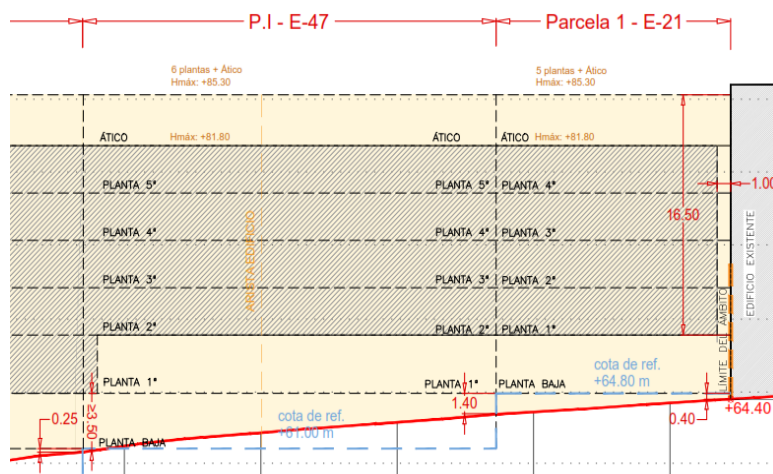 P.I - E-47
Parcela 1 - E-21
6 plantas + Ático
Hmáx: +85.30
5 plantas + Ático
Hmáx: +85.30
ÁTICO
Hmáx: +81.80
ÁTICO
ÁTICO
Hmáx: +81.80
PLANTA 5ª
PLANTA 5ª
PLANTA 4ª
1.00
16.50
PLANTA 4ª
PLANTA 4ª
PLANTA 3ª
ARISTA EDIFICIO
EDIFICIO EXISTENTE
PLANTA 3ª
PLANTA 3ª
PLANTA 2ª
LÍMITE DEL ÁMBITO
PLANTA 2ª
PLANTA 2ª
PLANTA 1ª
cota de ref.
+64.80 m
PLANTA 1ª
PLANTA 1ª
PLANTA BAJA
1.40
+64.40
0.25
≥3.50
cota de ref.
+61.00 m
0.40
PLANTA BAJA